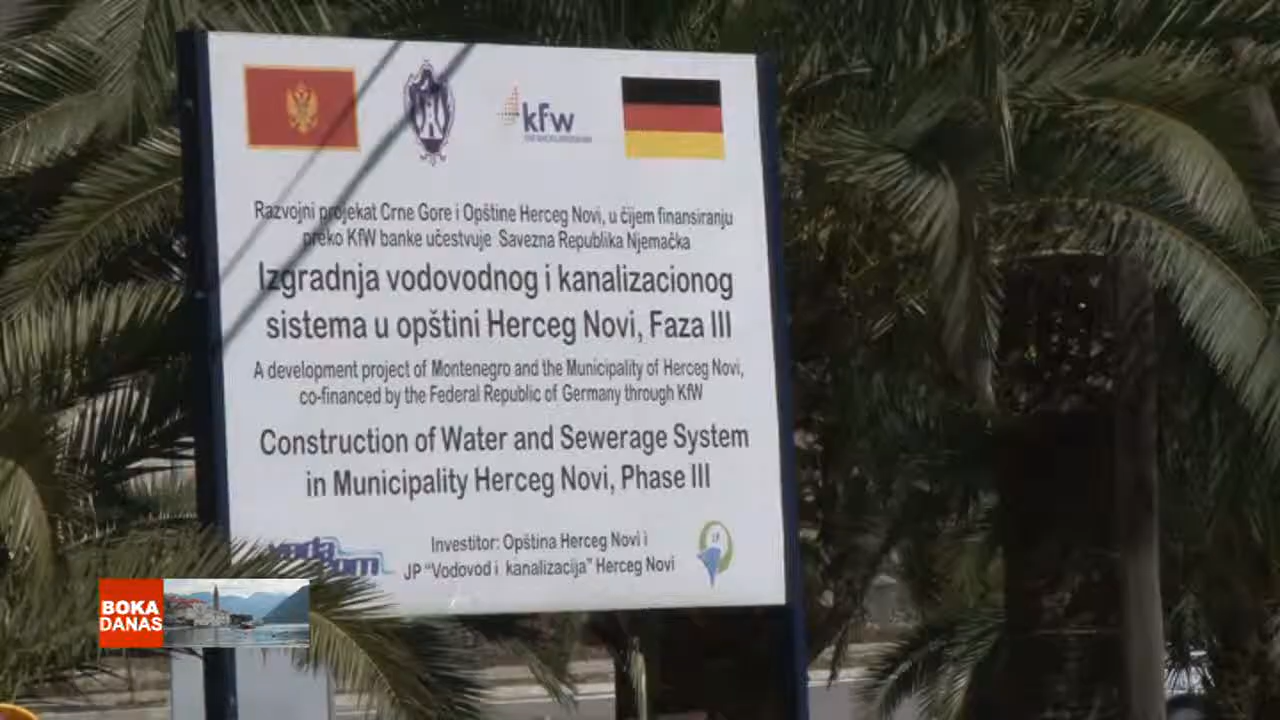 kfw
Razvojni projekat Crne Gore i Opštine Herceg Novi, u čijem finansiranju
preko KfW banke učestvuje Savezna Republika Njemačka
Izgradnja vodovodnog i kanalizacionog
sistema u opštini Herceg Novi, Faza III
A development project of Montenegro and the Municipality of Herceg Novi,
co-financed by the Federal Republic of Germany through KfW
Construction of Water and Sewerage System
in Municipality Herceg Novi, Phase III
Investitor: Opština Herceg Novi i
JP "Vodovod i kanalizacija" Herceg Novi
BOKA
DANAS